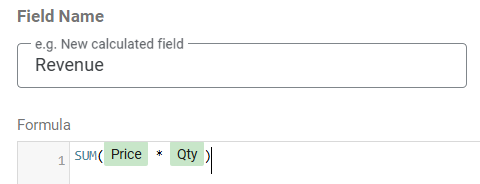 Field Name
e.g. New calculated field
Revenue
Formula
1 SUM( Price * Qty )